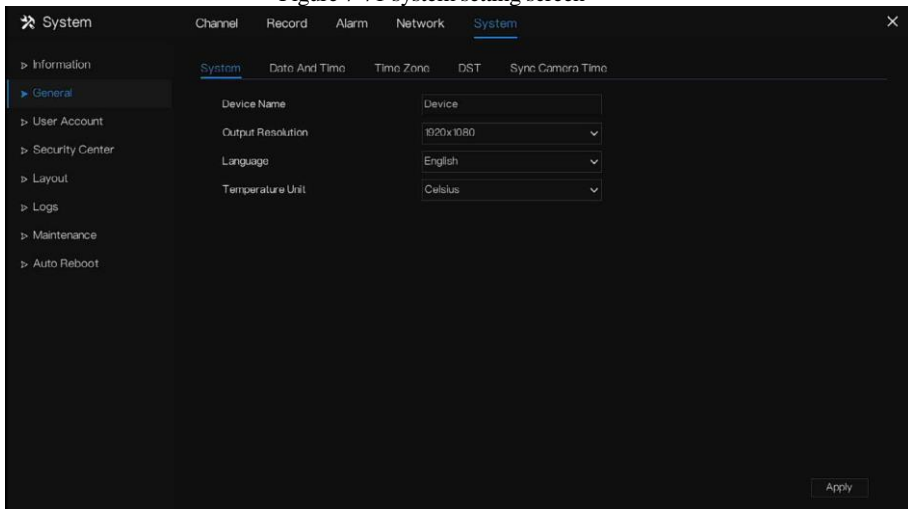 System Channel Record Alarm Network System
Information
System Date And Time Time Zone DST Sync Camera Time
General
Device Name Device
User Account
Output Resolution 1920x1080
Security Center
Language English
Layout
Temperature Unit Celsius
Logs
Maintenance
Auto Reboot
Apply